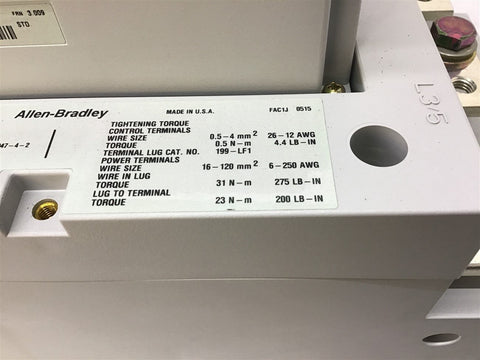 FRN 3.009
STD
Allen-Bradley MADE IN U.S.A. FAC1J 0515
TIGHTENING TORQUE
CONTROL TERMINALS
WIRE SIZE 0.5-4 mm² 26-12 AWG
TORQUE 0.5 N-m 4.4 LB-IN
TERMINAL LUG CAT. NO. 199-LF1
POWER TERMINALS
WIRE SIZE 16-120 mm² 6-250 AWG
WIRE IN LUG
TORQUE 31 N-m 275 LB-IN
LUG TO TERMINAL
TORQUE 23 N-m 200 LB-IN
47-4-2
L3/5